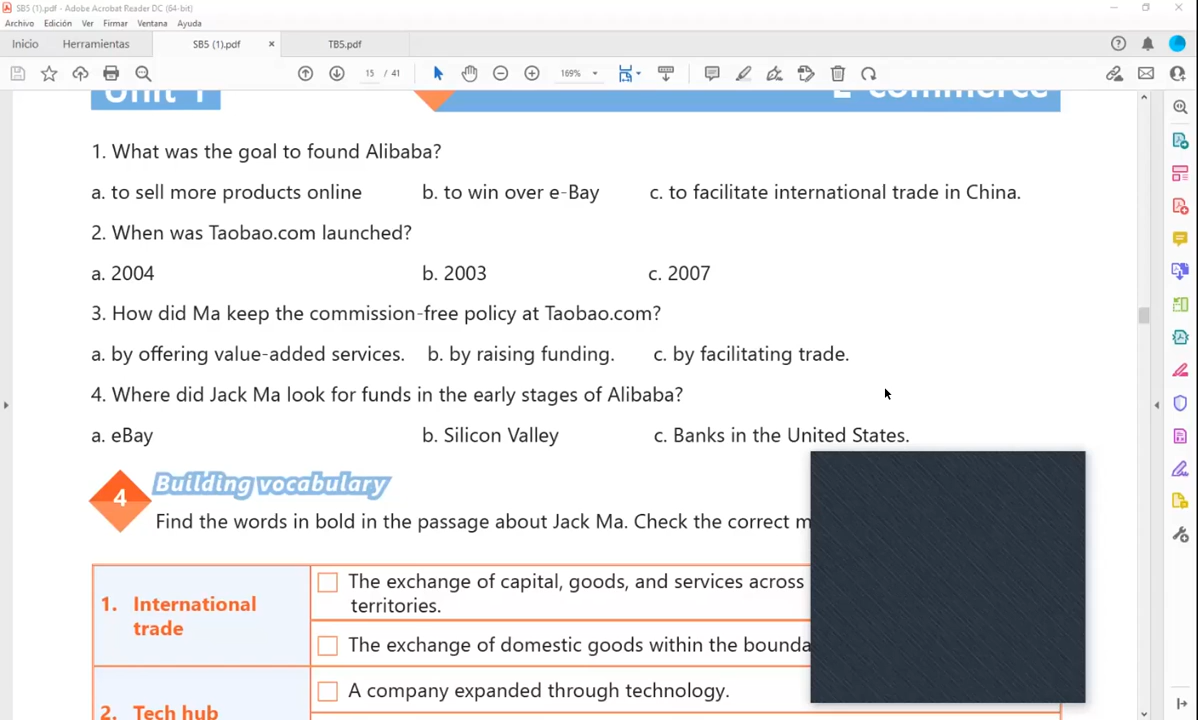 SB5 (1).pdf - Adobe Acrobat Reader DC (64-bit)
Archivo Edición Ver Firmar Ventana Ayuda
Inicio Herramientas SB5 (1).pdf × TB5.pdf
15 / 41 169%
Unit 1 E-commerce
1. What was the goal to found Alibaba?
a. to sell more products online b. to win over e-Bay c. to facilitate international trade in China.
2. When was Taobao.com launched?
a. 2004 b. 2003 c. 2007
3. How did Ma keep the commission-free policy at Taobao.com?
a. by offering value-added services. b. by raising funding. c. by facilitating trade.
4. Where did Jack Ma look for funds in the early stages of Alibaba?
a. eBay b. Silicon Valley c. Banks in the United States.
4 Building vocabulary
Find the words in bold in the passage about Jack Ma. Check the correct
1. International trade
The exchange of capital, goods, and services across
territories.
The exchange of domestic goods within the
2. Tech hub
A company expanded through technology.